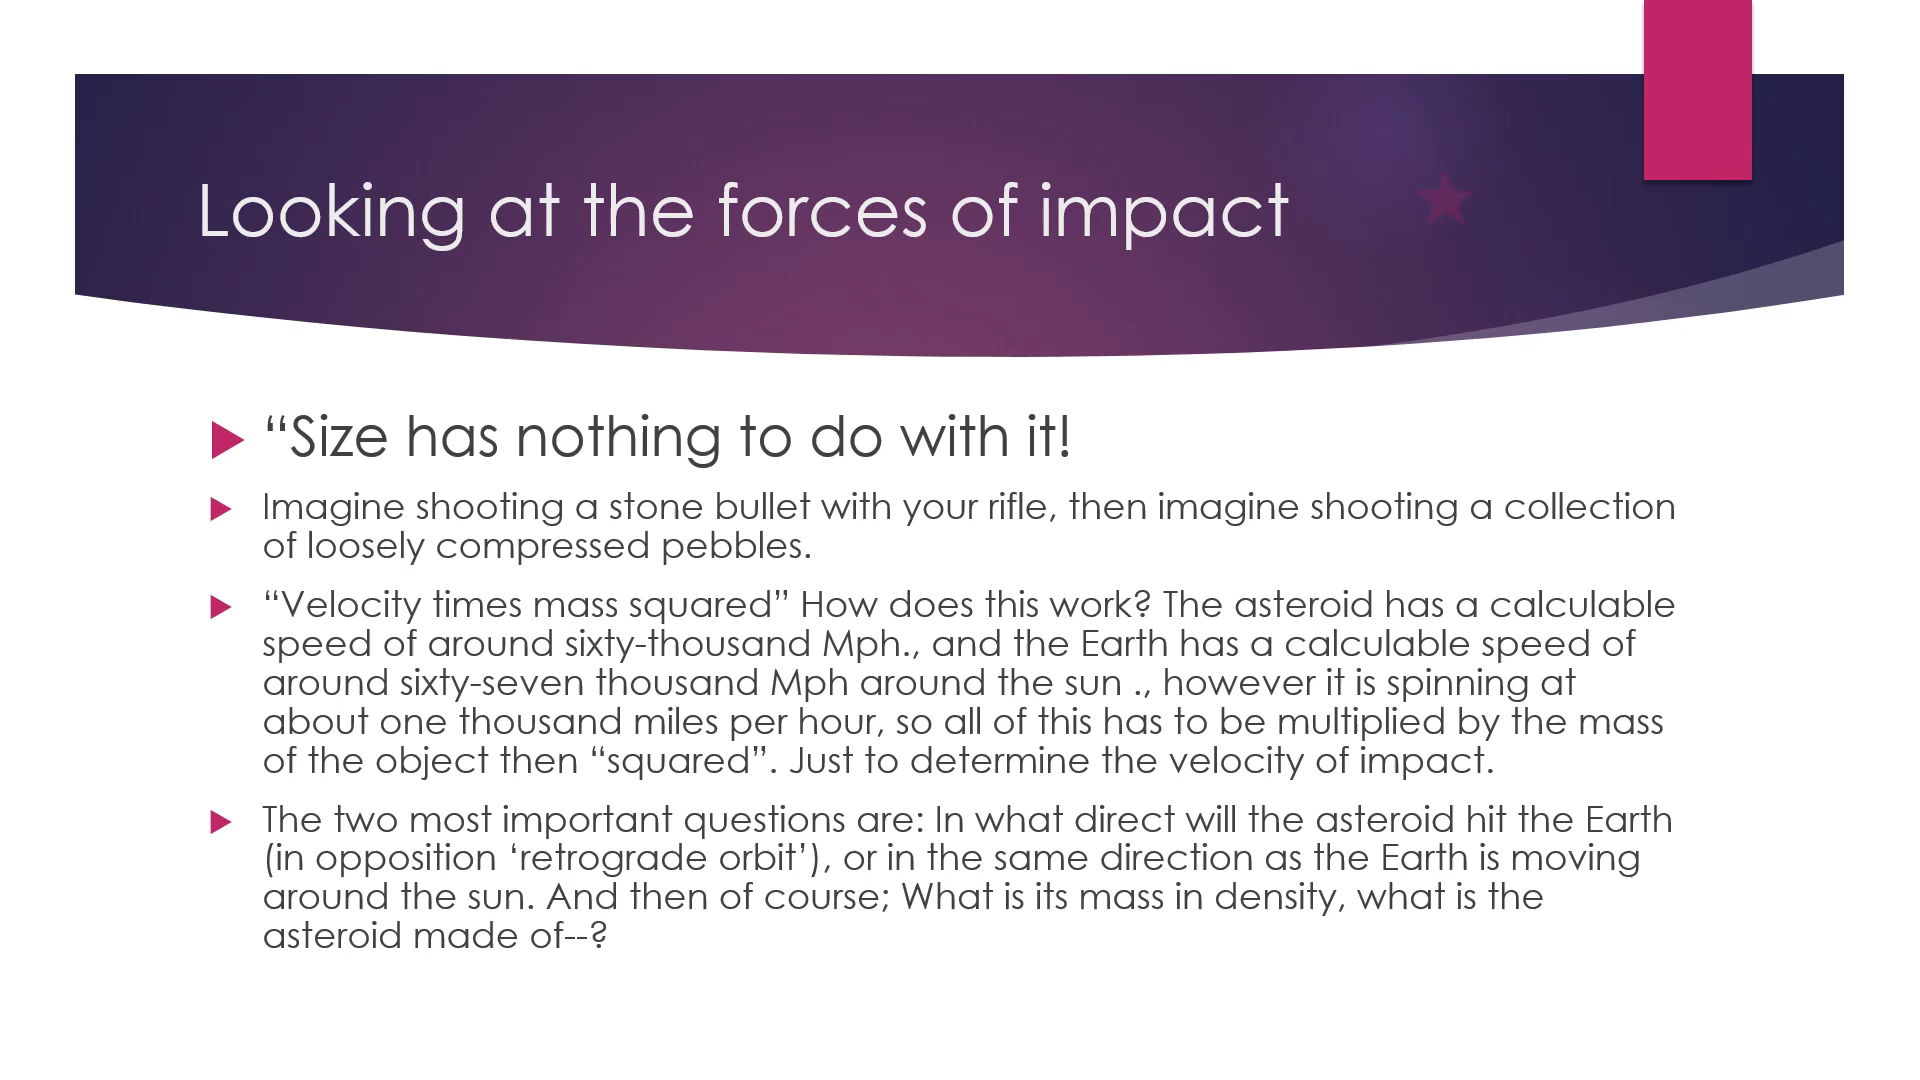 Looking at the forces of impact
“Size has nothing to do with it!
Imagine shooting a stone bullet with your rifle, then imagine shooting a collection
of loosely compressed pebbles.
“Velocity times mass squared” How does this work? The asteroid has a calculable
speed of around sixty-thousand Mph., and the Earth has a calculable speed of
around sixty-seven thousand Mph around the sun ., however it is spinning at
about one thousand miles per hour, so all of this has to be multiplied by the mass
of the object then “squared”. Just to determine the velocity of impact.
The two most important questions are: In what direct will the asteroid hit the Earth
(in opposition ‘retrograde orbit’), or in the same direction as the Earth is moving
around the sun. And then of course; What is its mass in density, what is the
asteroid made of--?